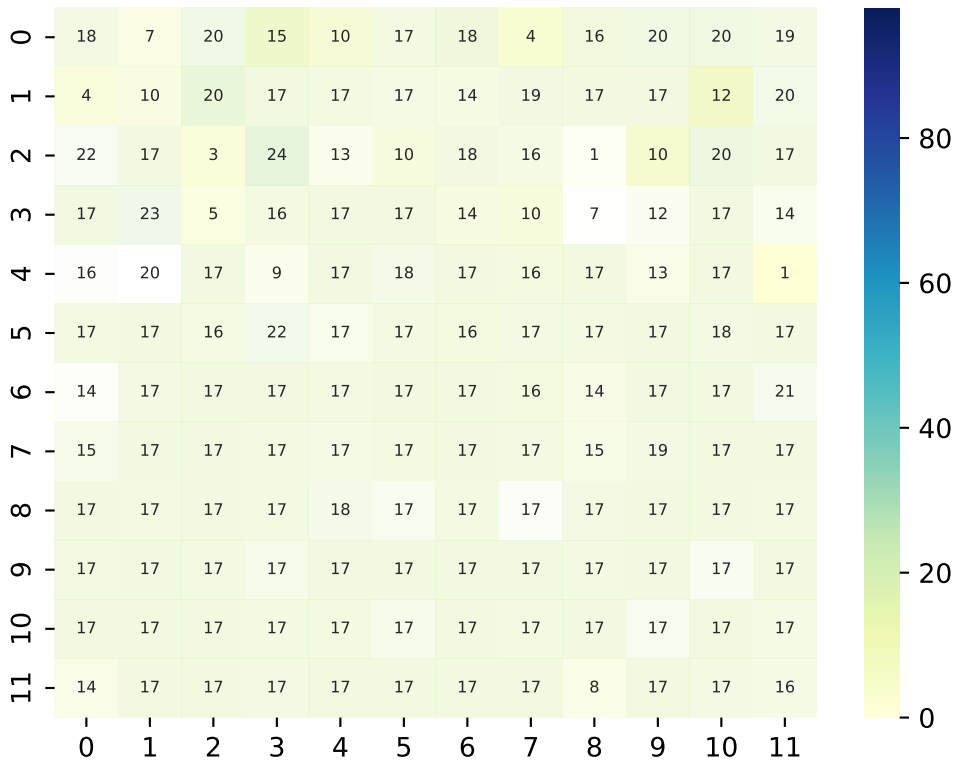 0 18 7 20 15 10 17 18 4 16 20 20 19
1 4 10 20 17 17 17 14 19 17 17 12 20
2 22 17 3 24 13 10 18 16 1 10 20 17
3 17 23 5 16 17 17 14 10 7 12 17 14
4 16 20 17 9 17 18 17 16 17 13 17 1
5 17 17 16 22 17 17 16 17 17 17 18 17
6 14 17 17 17 17 17 17 16 14 17 17 21
7 15 17 17 17 17 17 17 17 15 19 17 17
8 17 17 17 17 18 17 17 17 17 17 17 17
9 17 17 17 17 17 17 17 17 17 17 17 17
10 17 17 17 17 17 17 17 17 17 17 17 17
11 14 17 17 17 17 17 17 17 8 17 17 16
0 1 2 3 4 5 6 7 8 9 10 11
80
60
40
20
0